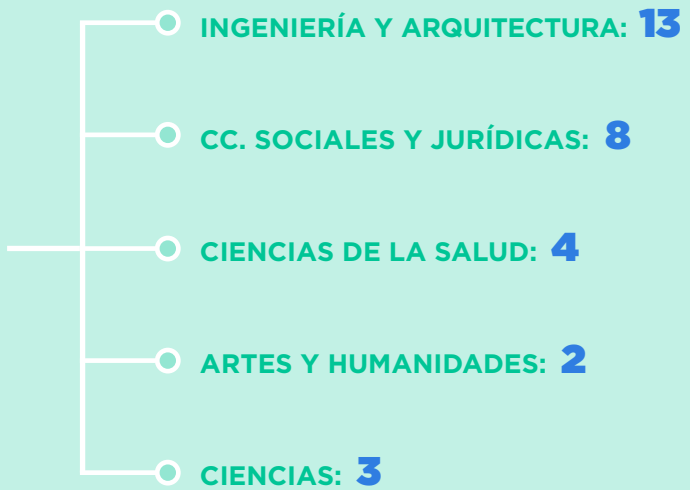 INGENIERÍA Y ARQUITECTURA: 13
CC. SOCIALES Y JURÍDICAS: 8
CIENCIAS DE LA SALUD: 4
ARTES Y HUMANIDADES: 2
CIENCIAS: 3